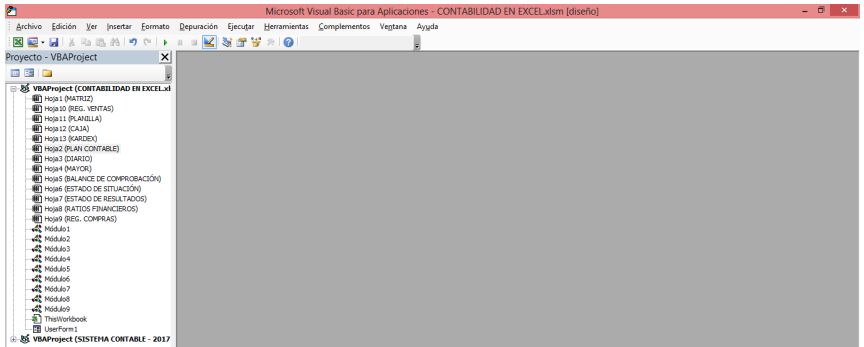 Microsoft Visual Basic para Aplicaciones - CONTABILIDAD EN EXCEL.xlsm [diseño]
Archivo Edición Ver Insertar Formato Depuración Ejecutar Herramientas Complementos Ventana Ayuda
Proyecto - VBAProject
VBAProject (CONTABILIDAD EN EXCEL.xl
Hoja1 (MATRIZ)
Hoja10 (REG. VENTAS)
Hoja11 (PLANILLA)
Hoja12 (CAJA)
Hoja13 (KARDEX)
Hoja2 (PLAN CONTABLE)
Hoja3 (DIARIO)
Hoja4 (MAYOR)
Hoja5 (BALANCE DE COMPROBACIÓN)
Hoja6 (ESTADO DE SITUACIÓN)
Hoja7 (ESTADO DE RESULTADOS)
Hoja8 (RATIOS FINANCIEROS)
Hoja9 (REG. COMPRAS)
Módulo1
Módulo2
Módulo3
Módulo4
Módulo5
Módulo6
Módulo7
Módulo8
Módulo9
ThisWorkbook
UserForm1
VBAProject (SISTEMA CONTABLE - 2017